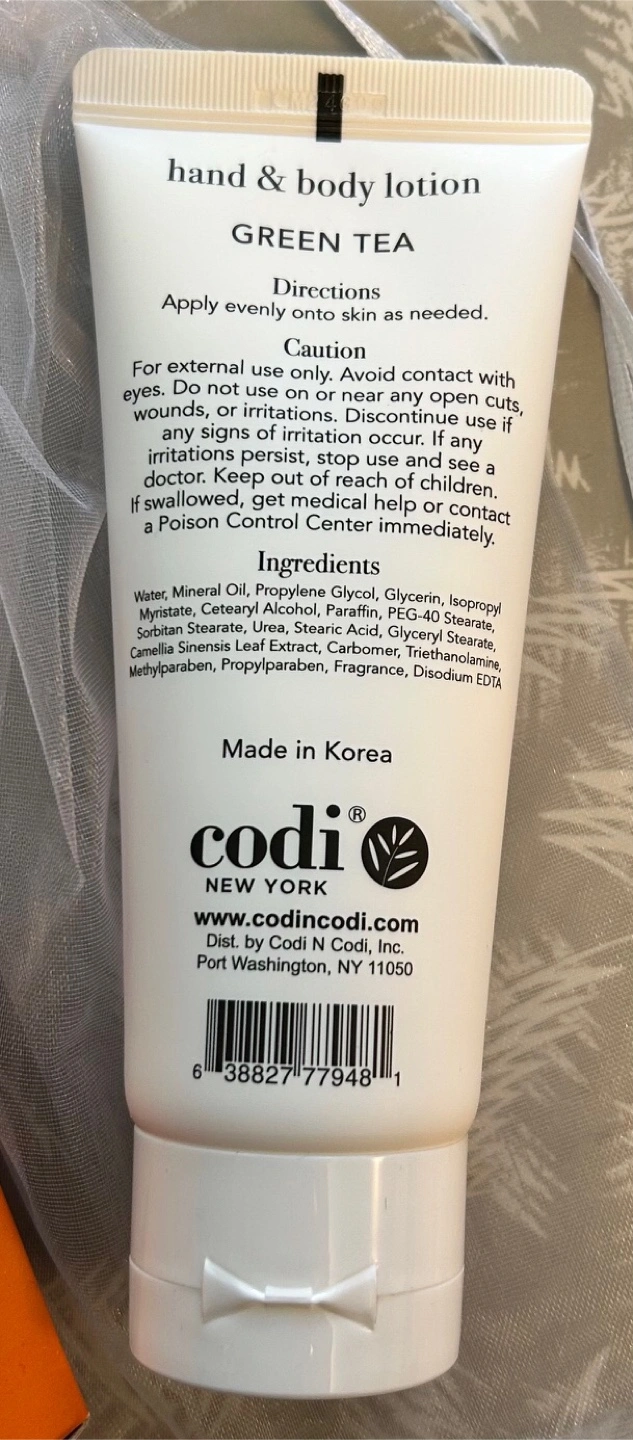 hand & body lotion
GREEN TEA
Directions
Apply evenly onto skin as needed.
Caution
For external use only. Avoid contact with
eyes. Do not use on or near any open cuts,
wounds, or irritations. Discontinue use if
any signs of irritation occur. If any
irritations persist, stop use and see a
doctor. Keep out of reach of children.
If swallowed, get medical help or contact
a Poison Control Center immediately.
Ingredients
Water, Mineral Oil, Propylene Glycol, Glycerin, Isopropyl
Myristate, Cetearyl Alcohol, Paraffin, PEG-40 Stearate,
Sorbitan Stearate, Urea, Stearic Acid, Glyceryl Stearate,
Camellia Sinensis Leaf Extract, Carbomer, Triethanolamine,
Methylparaben, Propylparaben, Fragrance, Disodium EDTA
Made in Korea
codi®
NEW YORK
www.codincodi.com
Dist. by Codi N Codi, Inc.
Port Washington, NY 11050
6 38827 77948 1